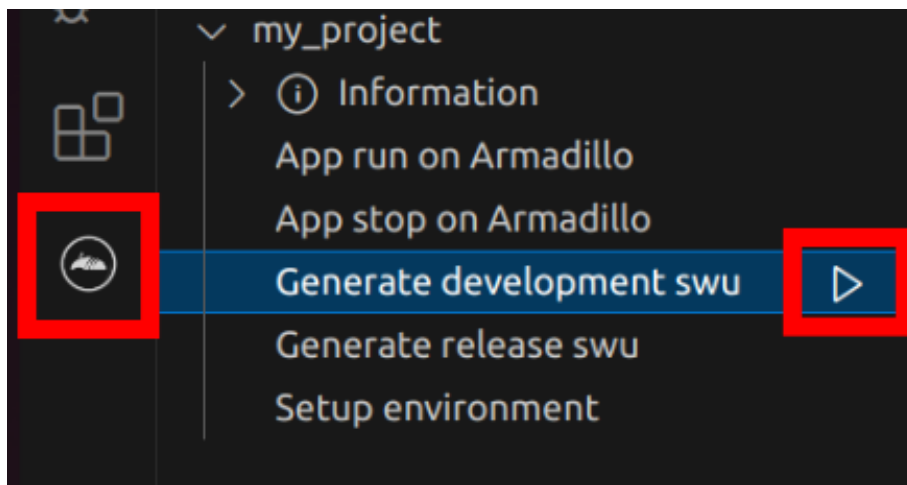 my_project
Information
App run on Armadillo
App stop on Armadillo
Generate development swu
Generate release swu
Setup environment